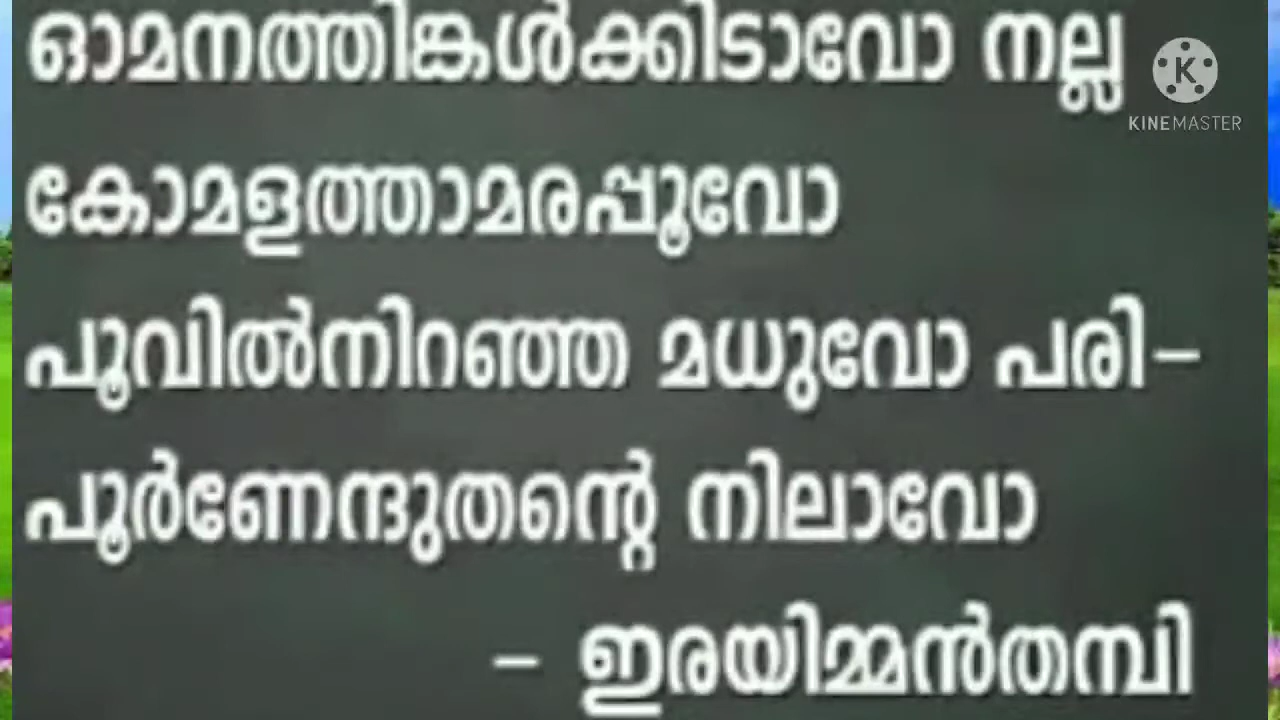 ഓമനത്തിങ്കൾക്കിടാവോ നല്ല
K
KINEMASTER
കോമളത്താമരപ്പൂവോ
പൂവിൽനിറഞ്ഞ മധുവോ പരി–
പൂർണേന്ദുതന്റെ നിലാവോ
– ഇരയിമ്മൻതമ്പി